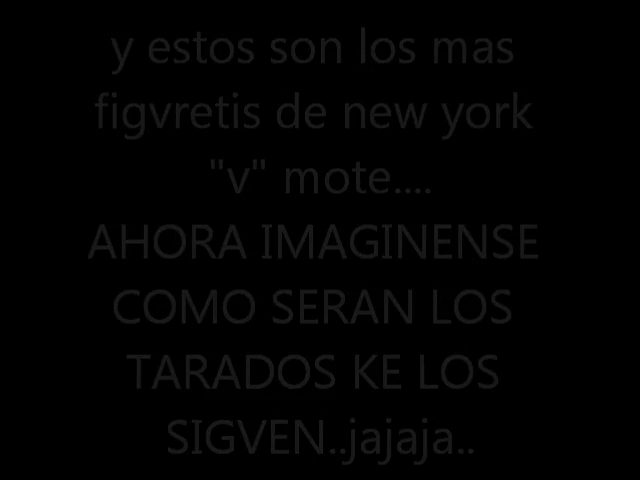 y estos son los mas
figvretis de new york
"v" mote....
AHORA IMAGINENSE
COMO SERAN LOS
TARADOS KE LOS
SIGVEN..jajaja..